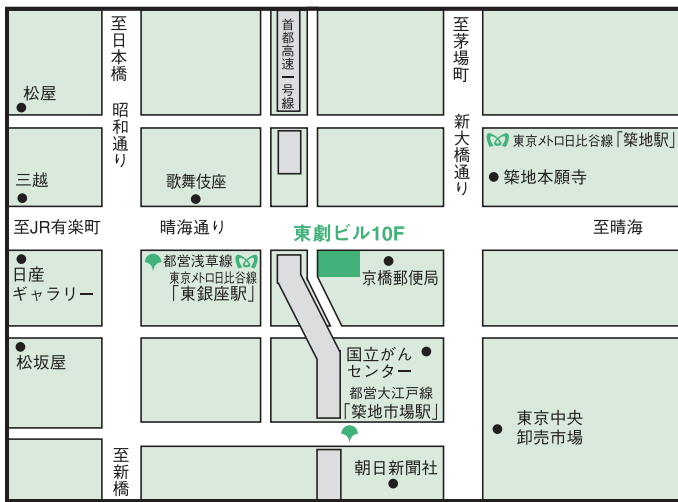 至日本橋
昭和通り
首都高速一号線
至茅場町
新大橋通り
松屋
三越
歌舞伎座
東京メトロ日比谷線「築地駅」
築地本願寺
至JR有楽町
晴海通り
東劇ビル10F
至晴海
日産
ギャラリー
都営浅草線
東京メトロ日比谷線
「東銀座駅」
京橋郵便局
松坂屋
国立がん
センター
都営大江戸線
「築地市場駅」
東京中央
卸売市場
至新橋
朝日新聞社